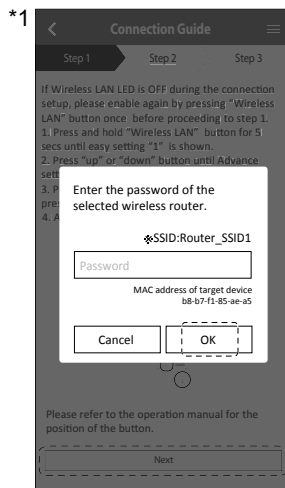 *1
Connection Guide
Step 1 Step 2 Step 3
If Wireless LAN LED is OFF during the connection
setup, please enable again by pressing "Wireless
LAN" button once before proceeding to step 1.
1. Press and hold "Wireless LAN" button for 5
secs until easy setting "1" is shown.
2. Press "up" or "down" button until Advance
sett
3. P
pres
4. A
Enter the password of the
selected wireless router.
※SSID:Router_SSID1
Password
MAC address of target device
b8-b7-f1-85-ae-a5
Cancel OK
Please refer to the operation manual for the
position of the button.
Next